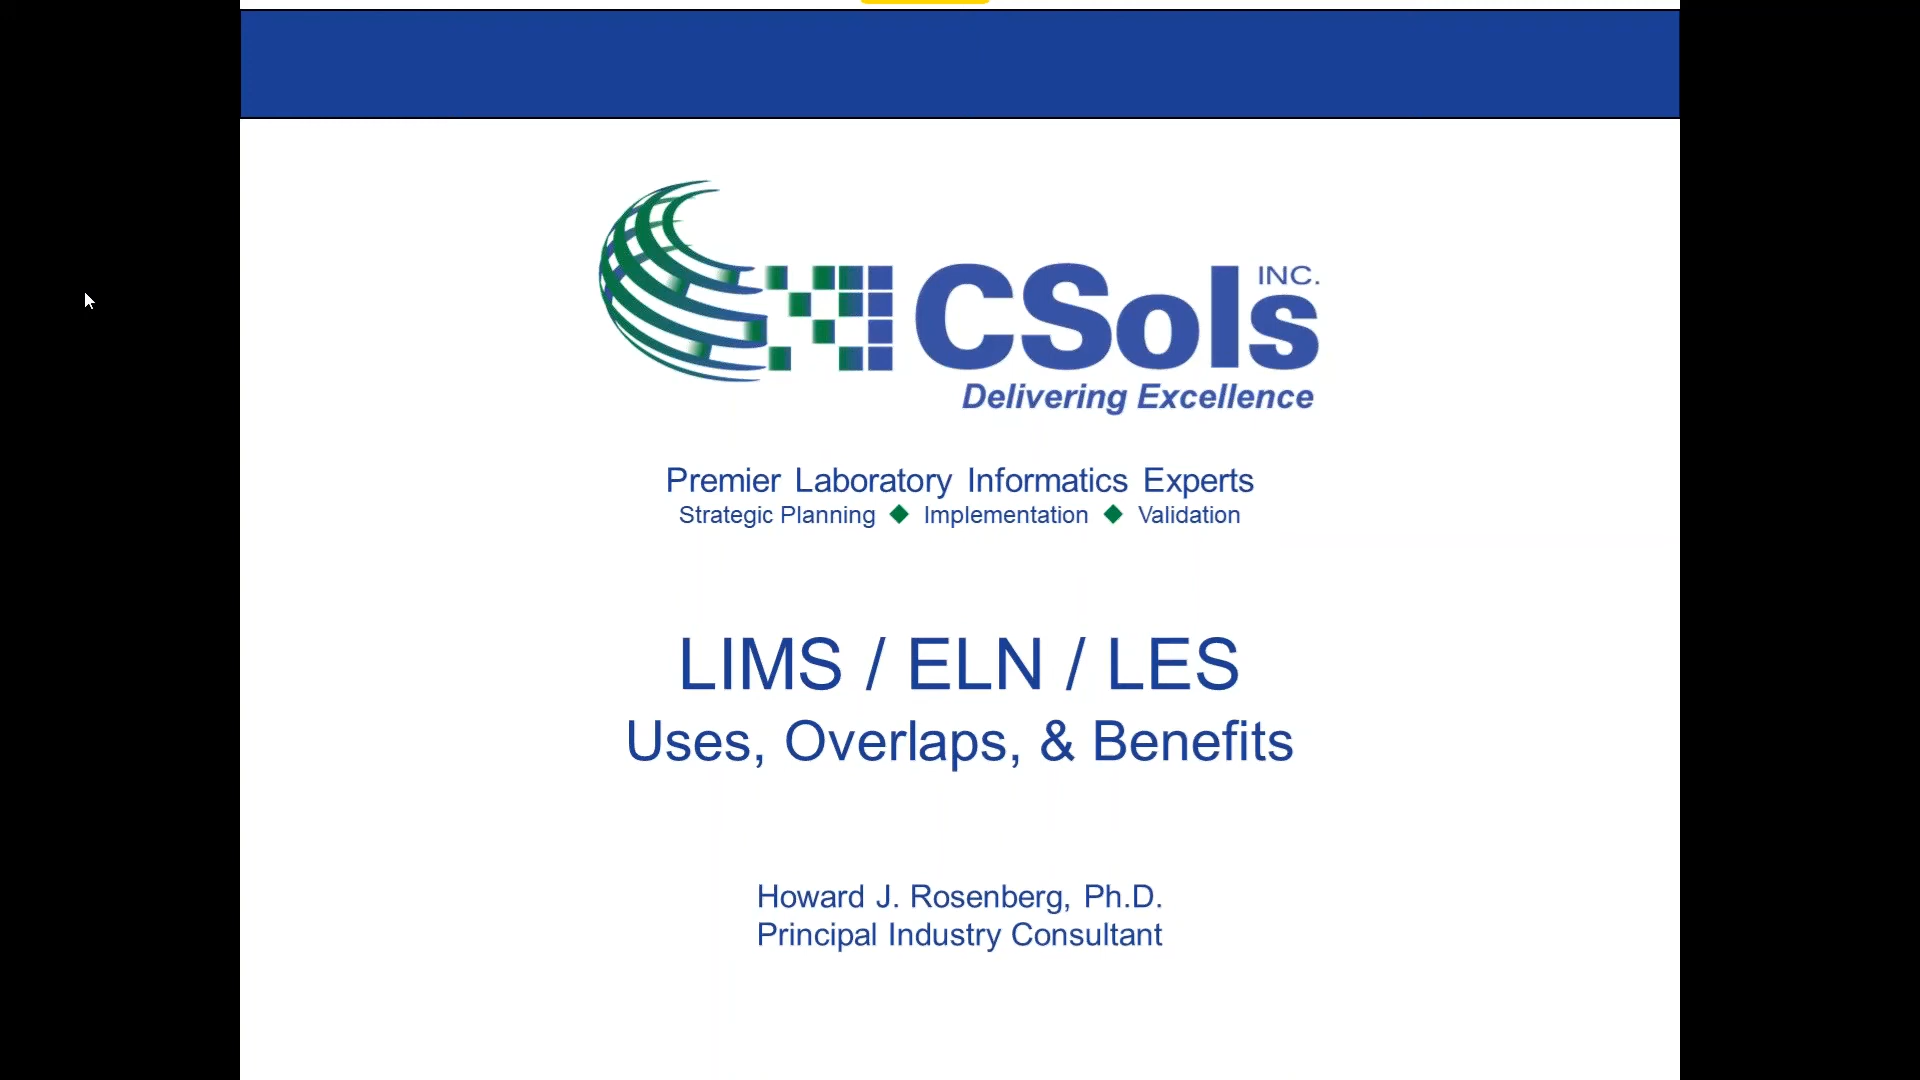 CSols INC.
Delivering Excellence
Premier Laboratory Informatics Experts
Strategic Planning ◆ Implementation ◆ Validation
LIMS / ELN / LES
Uses, Overlaps, & Benefits
Howard J. Rosenberg, Ph.D.
Principal Industry Consultant